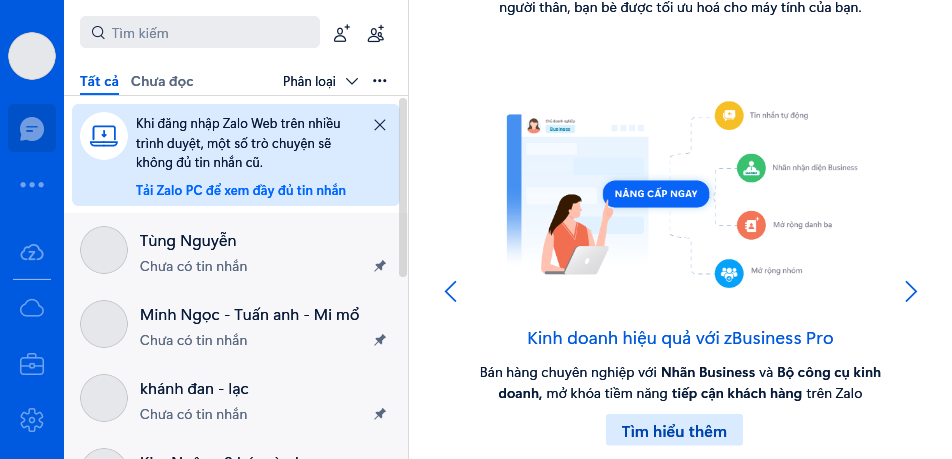 Tìm kiếm
Tất cả
Chưa đọc
Phân loại
Khi đăng nhập Zalo Web trên nhiều
trình duyệt, một số trò chuyện sẽ
không đủ tin nhắn cũ.
Tải Zalo PC để xem đầy đủ tin nhắn
Tùng Nguyễn
Chưa có tin nhắn
Minh Ngọc - Tuấn anh - Mi mổ
Chưa có tin nhắn
khánh đan - lạc
Chưa có tin nhắn
người thân, bạn bè được tối ưu hoá cho máy tính của bạn.
Chủ doanh nghiệp
Business
NÂNG CẤP NGAY
Tin nhắn tự động
Nhãn nhận diện Business
Mở rộng danh bạ
Mở rộng nhóm
Kinh doanh hiệu quả với zBusiness Pro
Bán hàng chuyên nghiệp với Nhãn Business và Bộ công cụ kinh
doanh, mở khóa tiềm năng tiếp cận khách hàng trên Zalo
Tìm hiểu thêm